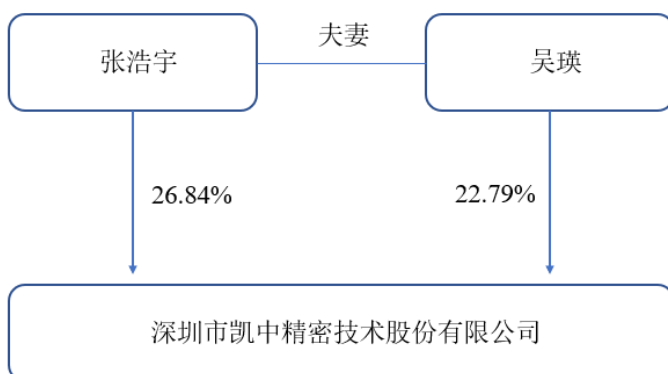 夫妻
张浩宇
吴瑛
26.84%
22.79%
深圳市凯中精密技术股份有限公司